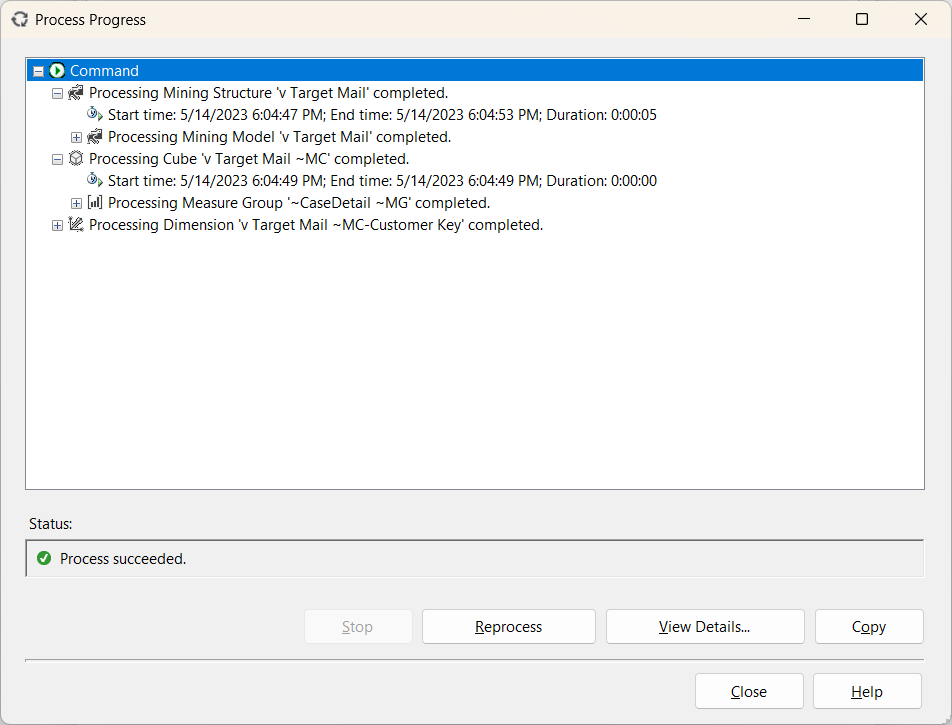 Process Progress
Command
Processing Mining Structure 'v Target Mail' completed.
Start time: 5/14/2023 6:04:47 PM; End time: 5/14/2023 6:04:53 PM; Duration: 0:00:05
Processing Mining Model 'v Target Mail' completed.
Processing Cube 'v Target Mail ~MC' completed.
Start time: 5/14/2023 6:04:49 PM; End time: 5/14/2023 6:04:49 PM; Duration: 0:00:00
Processing Measure Group '~CaseDetail ~MG' completed.
Processing Dimension 'v Target Mail ~MC-Customer Key' completed.
Status:
Process succeeded.
Stop Reprocess View Details... Copy
Close Help